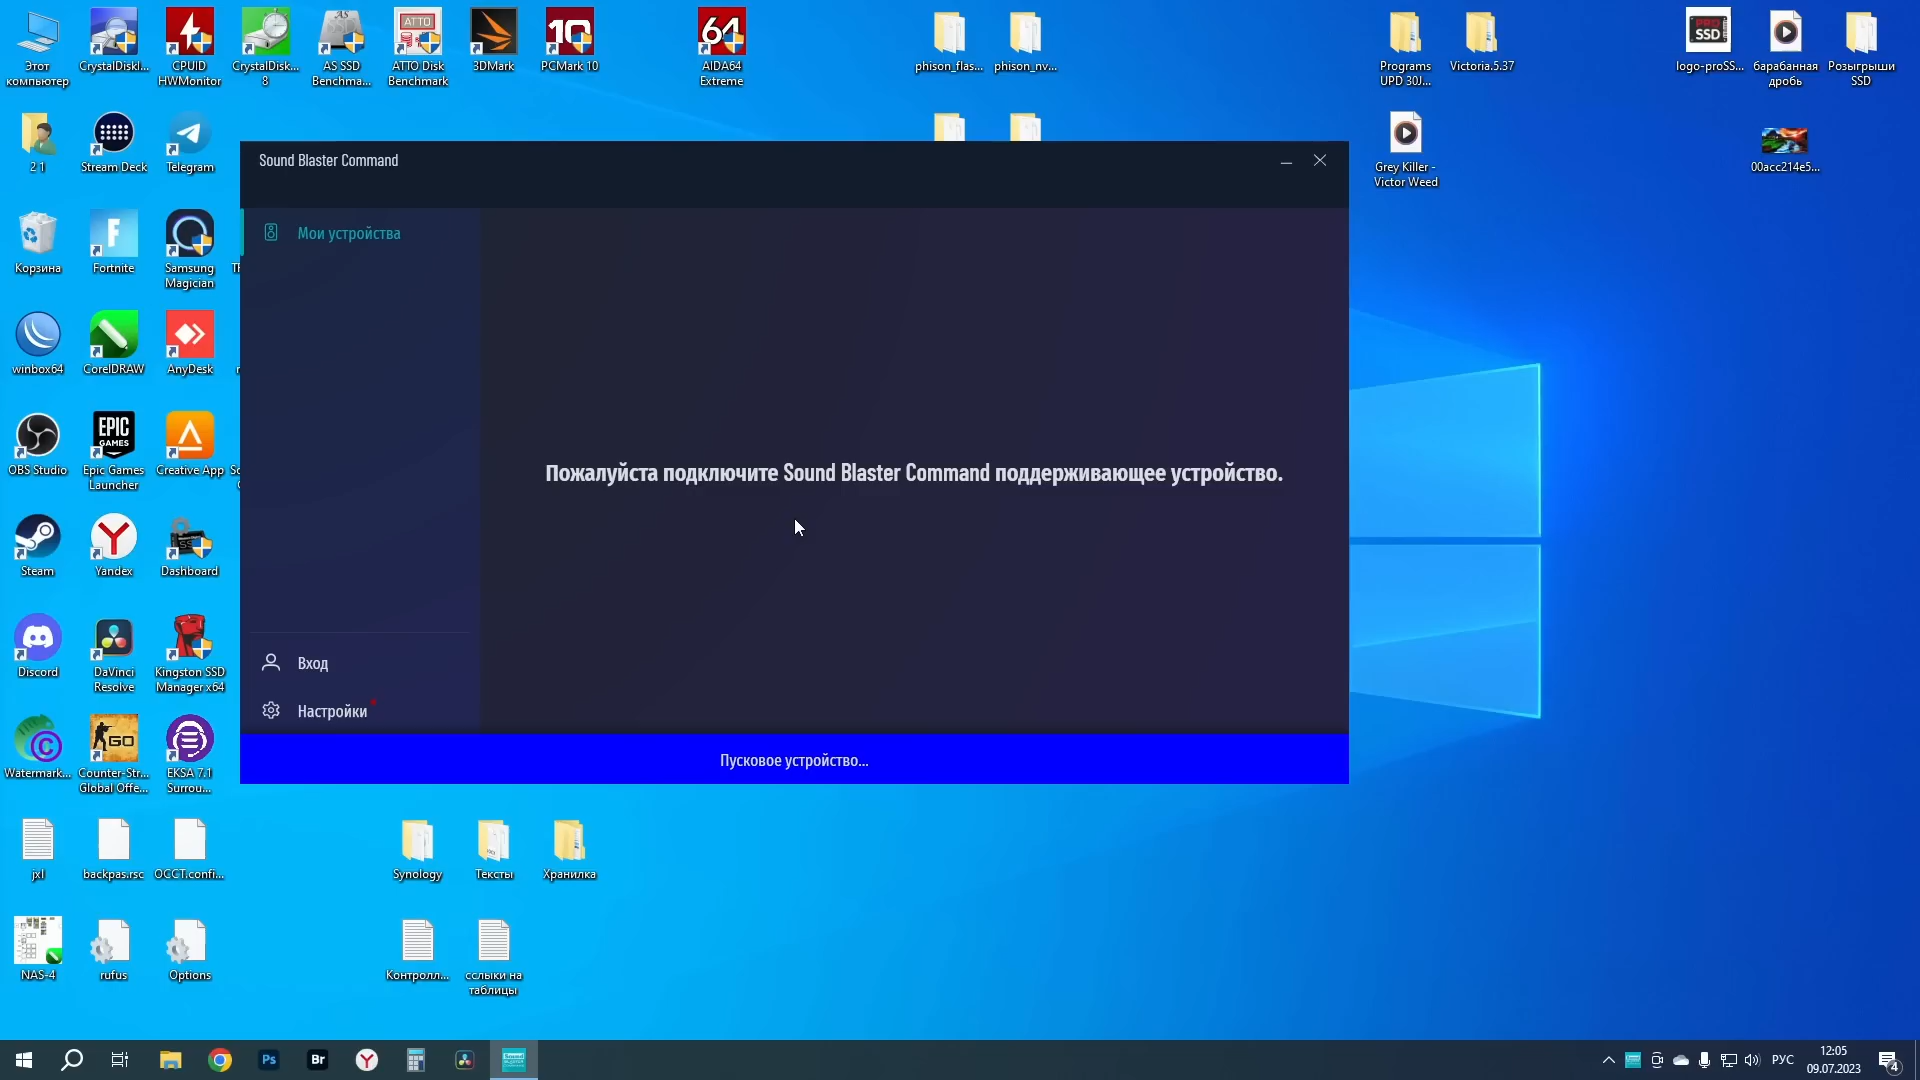 Этот компьютер
CrystalDiskI...
CPUID HWMonitor
CrystalDisk... 8
AS SSD Benchma...
ATTO Disk Benchmark
3DMark
PCMark 10
AIDA64 Extreme
phison_flas...
phison_nv...
Programs UPD 30J...
Victoria.5.37
logo-proSS...
барабанная дробь
Розыгрыши SSD
2 1
Stream Deck
Telegram
Grey Killer - Victor Weed
00acc214e5...
Sound Blaster Command
Мои устройства
Корзина
Fortnite
Samsung Magician
winbox64
CorelDRAW
AnyDesk
OBS Studio
Epic Games Launcher
Creative App
Пожалуйста подключите Sound Blaster Command поддерживающее устройство.
Steam
Yandex
Dashboard
Discord
DaVinci Resolve
Kingston SSD Manager x64
Вход
Настройки
Watermark...
Counter-Str... Global Offe...
EKSA 7.1 Surrou...
Пусковое устройство...
jxl
backpas.rsc
OCCT.confi...
Synology
Тексты
Хранилка
NAS-4
rufus
Options
Контролл...
сслыки на таблицы
РУС
12:05
09.07.2023
4